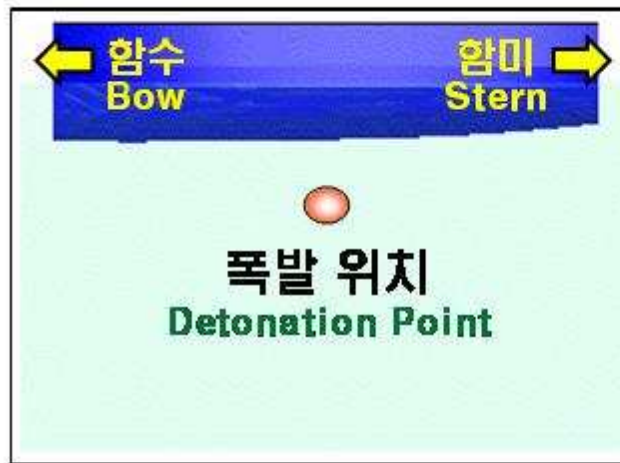 함수
Bow
함미
Stern
폭발 위치
Detonation Point